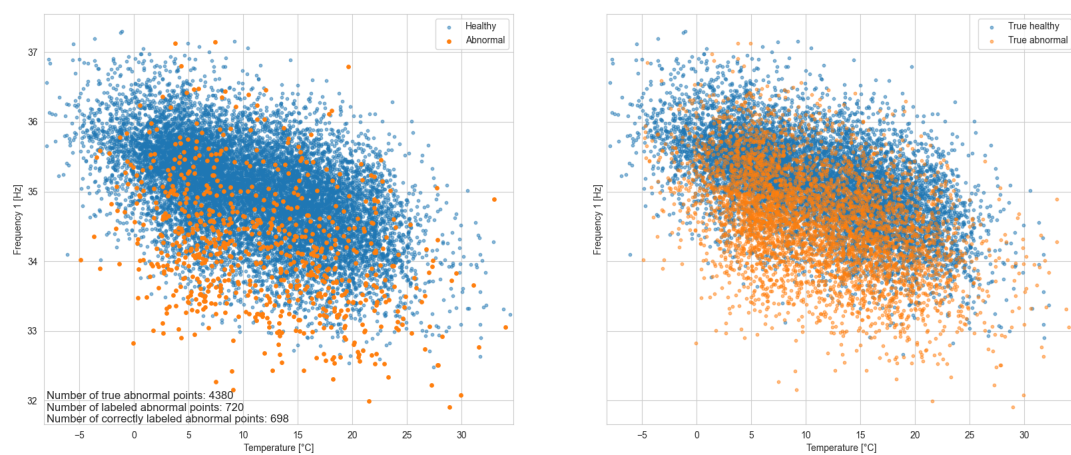 Healthy
Abnormal
37
36
35
34
33
32
Frequency 1 [Hz]
Number of true abnormal points: 4380
Number of labeled abnormal points: 720
Number of correctly labeled abnormal points: 698
−5 0 5 10 15 20 25 30
Temperature [°C]
True healthy
True abnormal
Frequency 1 [Hz]
−5 0 5 10 15 20 25 30
Temperature [°C]